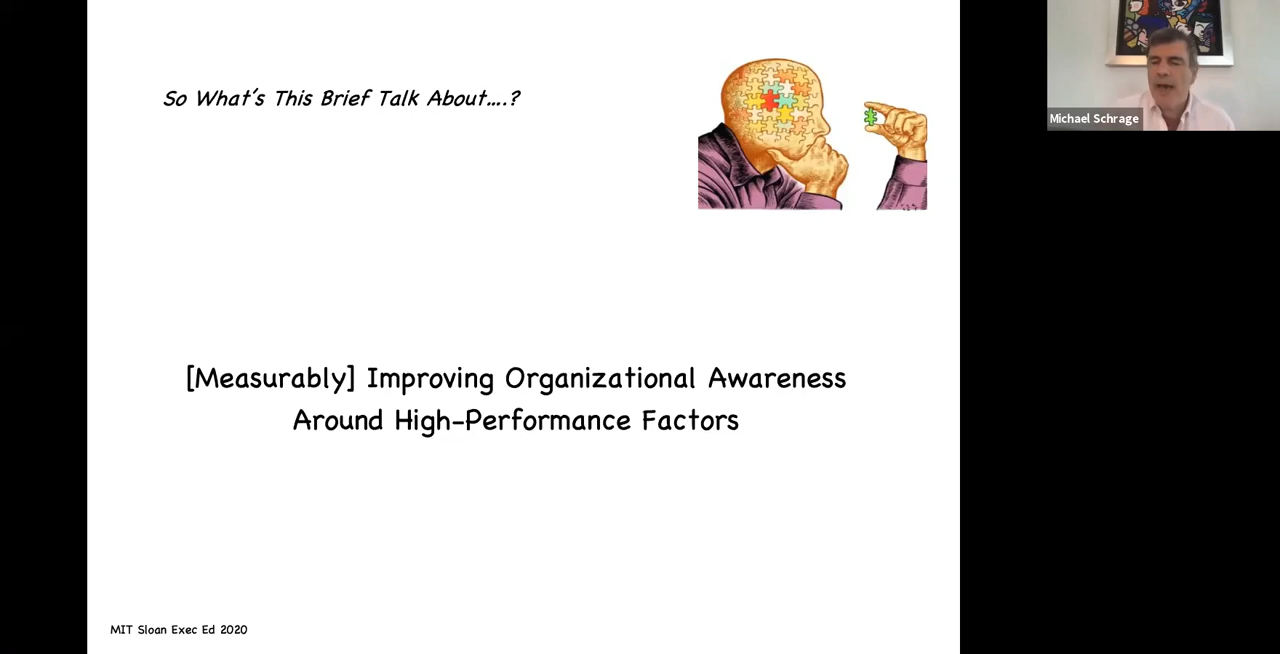 So What's This Brief Talk About....?
Michael Schrage
[Measurably] Improving Organizational Awareness
Around High-Performance Factors
MIT Sloan Exec Ed 2020